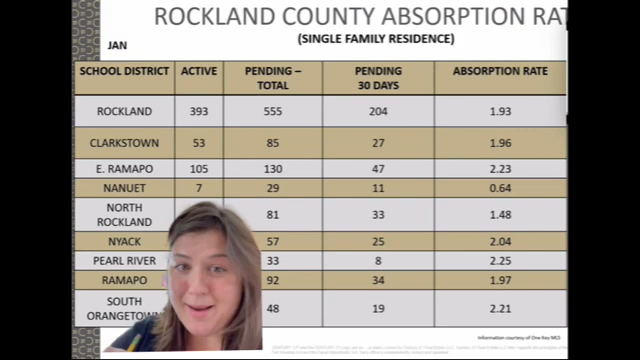 ROCKLAND COUNTY ABSORPTION RAT
(SINGLE FAMILY RESIDENCE)
JAN
SCHOOL DISTRICT ACTIVE PENDING – TOTAL PENDING 30 DAYS ABSORPTION RATE
ROCKLAND 393 555 204 1.93
CLARKSTOWN 53 85 27 1.96
E. RAMAPO 105 130 47 2.23
NANUET 7 29 11 0.64
NORTH ROCKLAND 81 33 1.48
NYACK 57 25 2.04
PEARL RIVER 33 8 2.25
RAMAPO 92 34 1.97
SOUTH ORANGETOWN 48 19 2.21
Information courtesy of One Key MLS